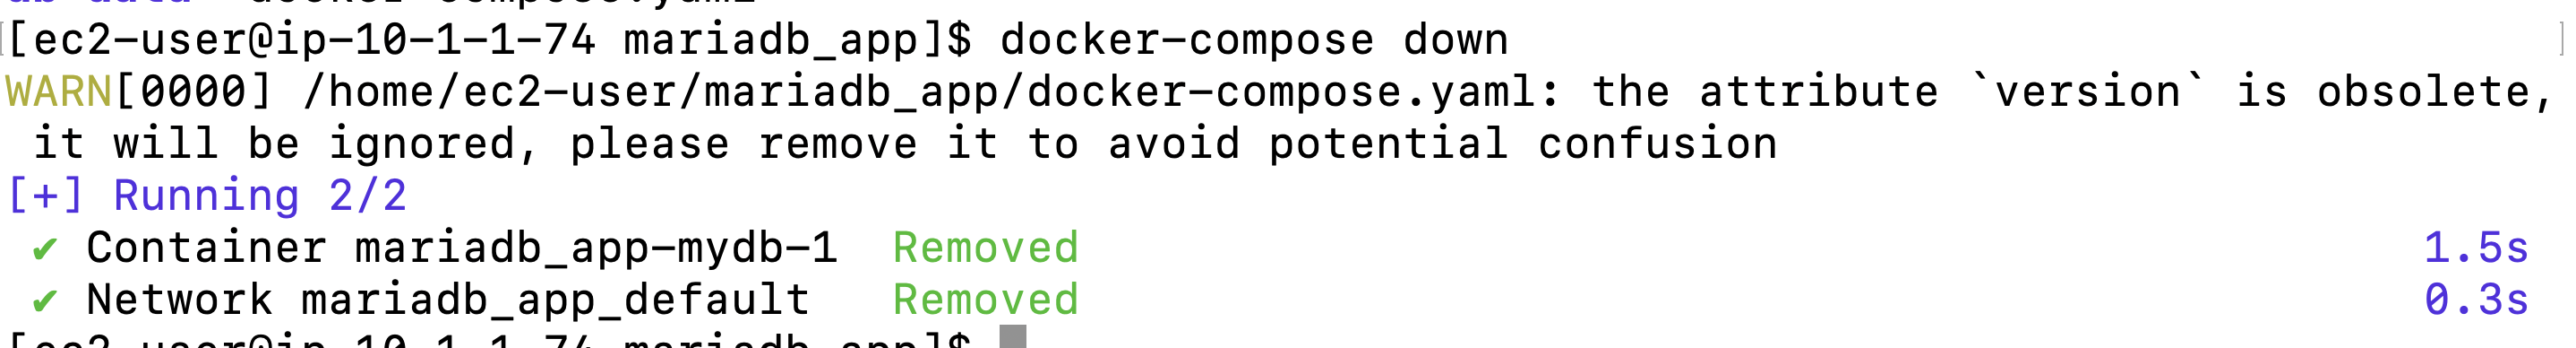 [ec2-user@ip-10-1-1-74 mariadb_app]$ docker-compose down
WARN[0000] /home/ec2-user/mariadb_app/docker-compose.yaml: the attribute `version` is obsolete,
it will be ignored, please remove it to avoid potential confusion
[+] Running 2/2
✔ Container mariadb_app-mydb-1 Removed 1.5s
✔ Network mariadb_app_default Removed 0.3s
[ec2-user@ip-10-1-1-74 mariadb_app]$